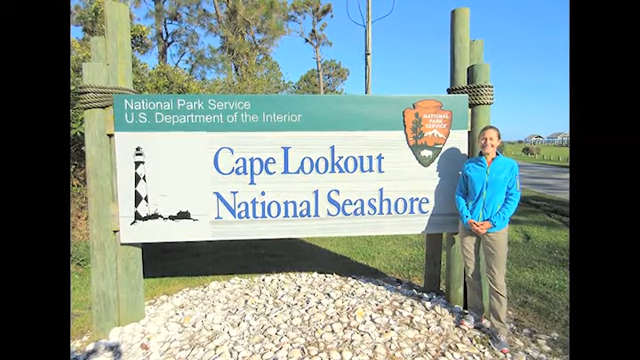 National Park Service
U.S. Department of the Interior
NATIONAL
PARK
SERVICE
Cape Lookout
National Seashore